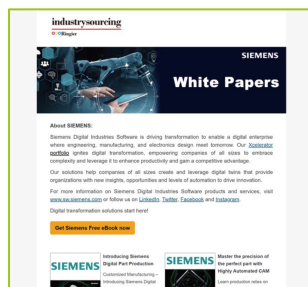 industrysourcing
Ringier
SIEMENS
White Papers
About SIEMENS:
Siemens Digital Industries Software is driving transformation to enable a digital enterprise
where engineering, manufacturing, and electronics design meet tomorrow. Our Xcelerator
portfolio ignites digital transformation, empowering companies of all sizes to embrace
complexity and leverage it to enhance productivity and gain a competitive advantage.
Our solutions help companies of all sizes create and leverage digital twins that provide
organizations with new insights, opportunities and levels of automation to drive innovation.
For more information on Siemens Digital Industries Software products and services, visit
www.sw.siemens.com or follow us on LinkedIn, Twitter, Facebook and Instagram.
Digital transformation solutions start here!
Get Siemens Free eBook now
SIEMENS
Introducing Siemens
Digital Part Production
Customized Manufacturing –
Introducing Siemens Digital
SIEMENS
Master the precision of
the perfect part with
Highly Automated CAM
Learn production relies on